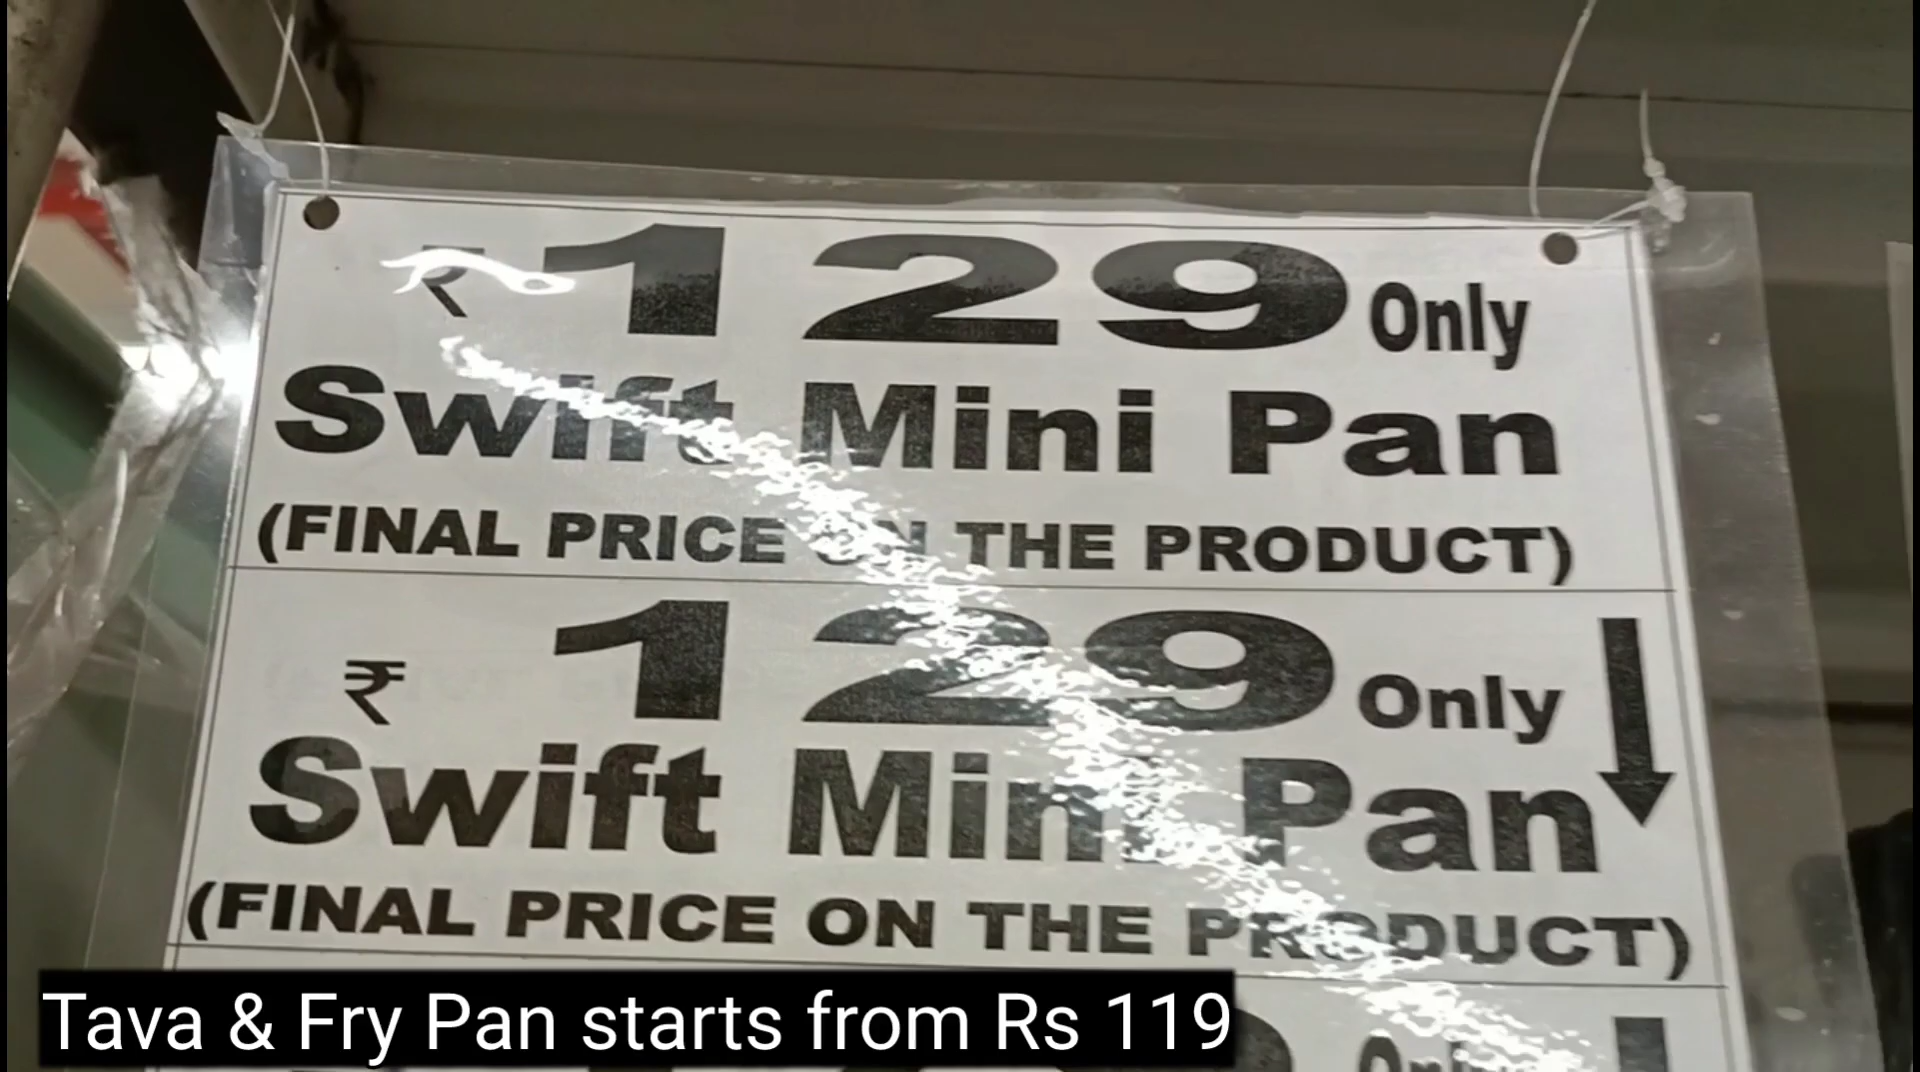 ₹129 Only
Swift Mini Pan
(FINAL PRICE ON THE PRODUCT)
₹ 129 Only
Swift Mini Pan
(FINAL PRICE ON THE PRODUCT)
Only
Tava & Fry Pan starts from Rs 119